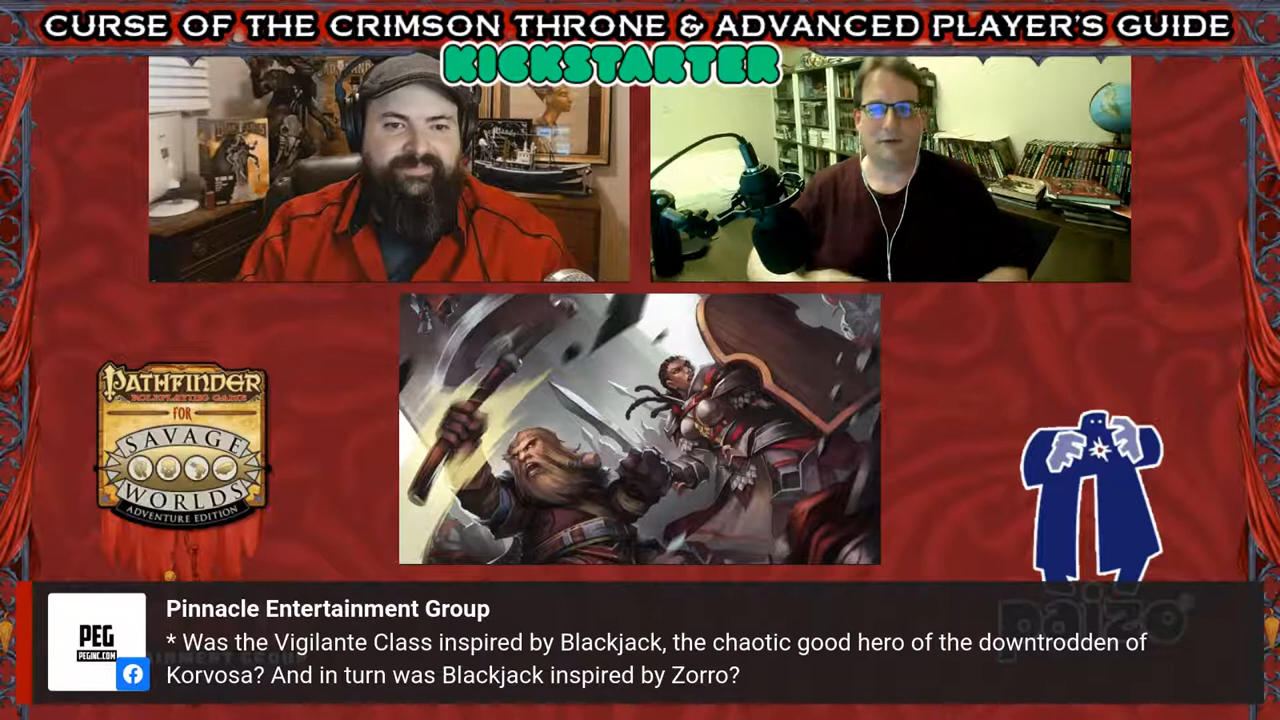 CURSE OF THE CRIMSON THRONE & ADVANCED PLAYER'S GUIDE
KICKSTARTER
PATHFINDER
ROLEPLAYING GAME
FOR
SAVAGE
WORLDS
ADVENTURE EDITION
paizo
Pinnacle Entertainment Group
PEG
PEGINC.COM
* Was the Vigilante Class inspired by Blackjack, the chaotic good hero of the downtrodden of
Korvosa? And in turn was Blackjack inspired by Zorro?